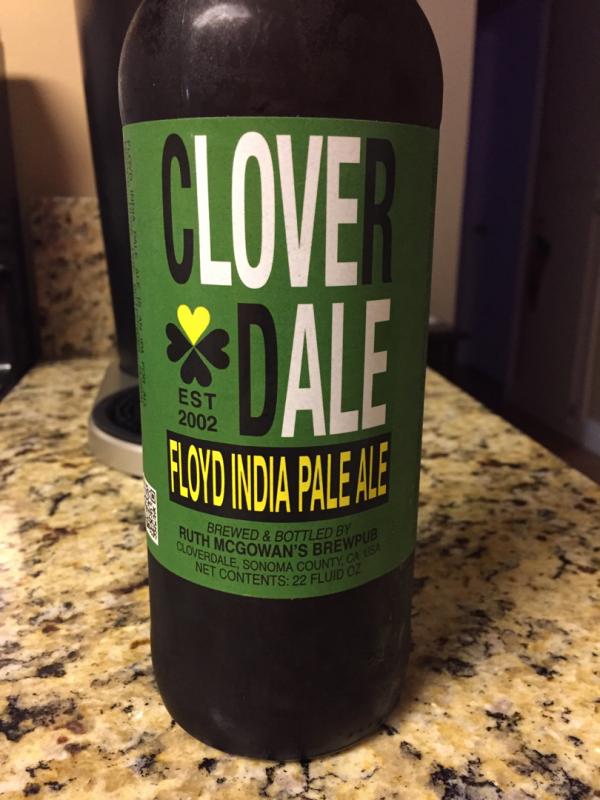 CLOVER
DALE
EST
2002
FLOYD INDIA PALE ALE
BREWED & BOTTLED BY
RUTH MCGOWAN'S BREWPUB
CLOVERDALE, SONOMA COUNTY, CA, USA
NET CONTENTS: 22 FLUID OZ.